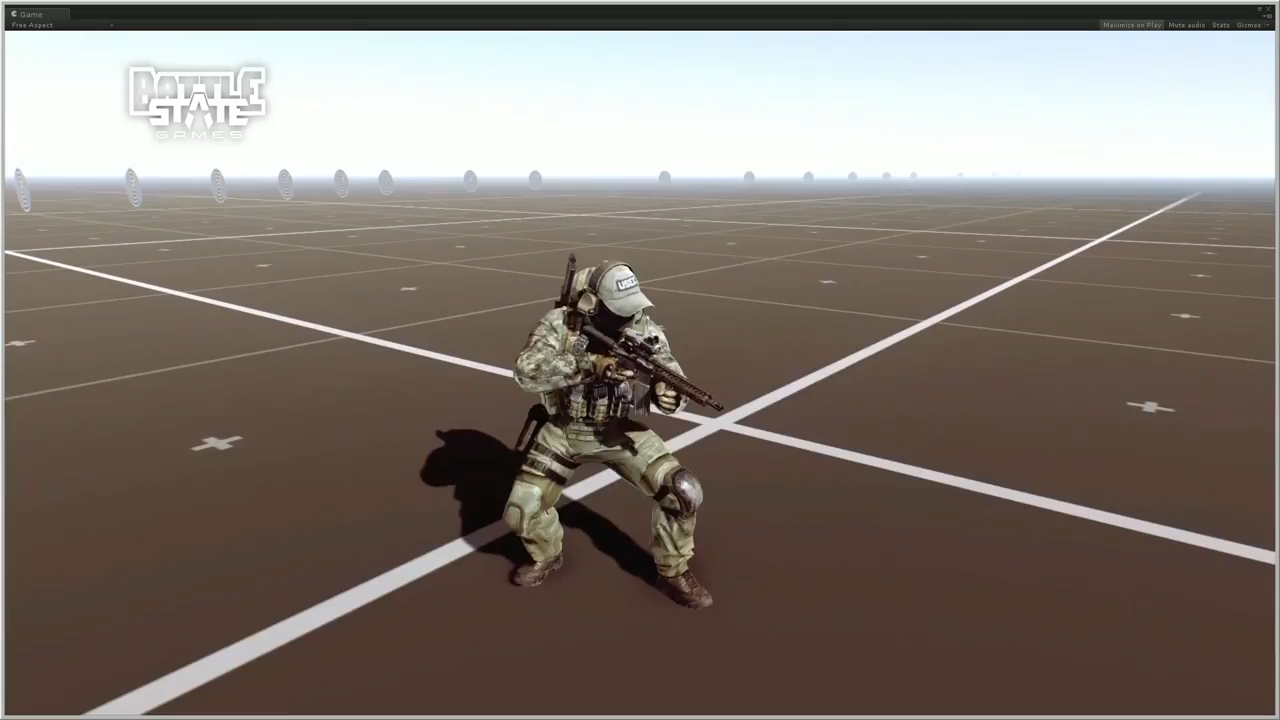 Game
Free Aspect
Maximize on Play Mute audio Stats Gizmos
BATTLE
STATE
GAMES
USEC